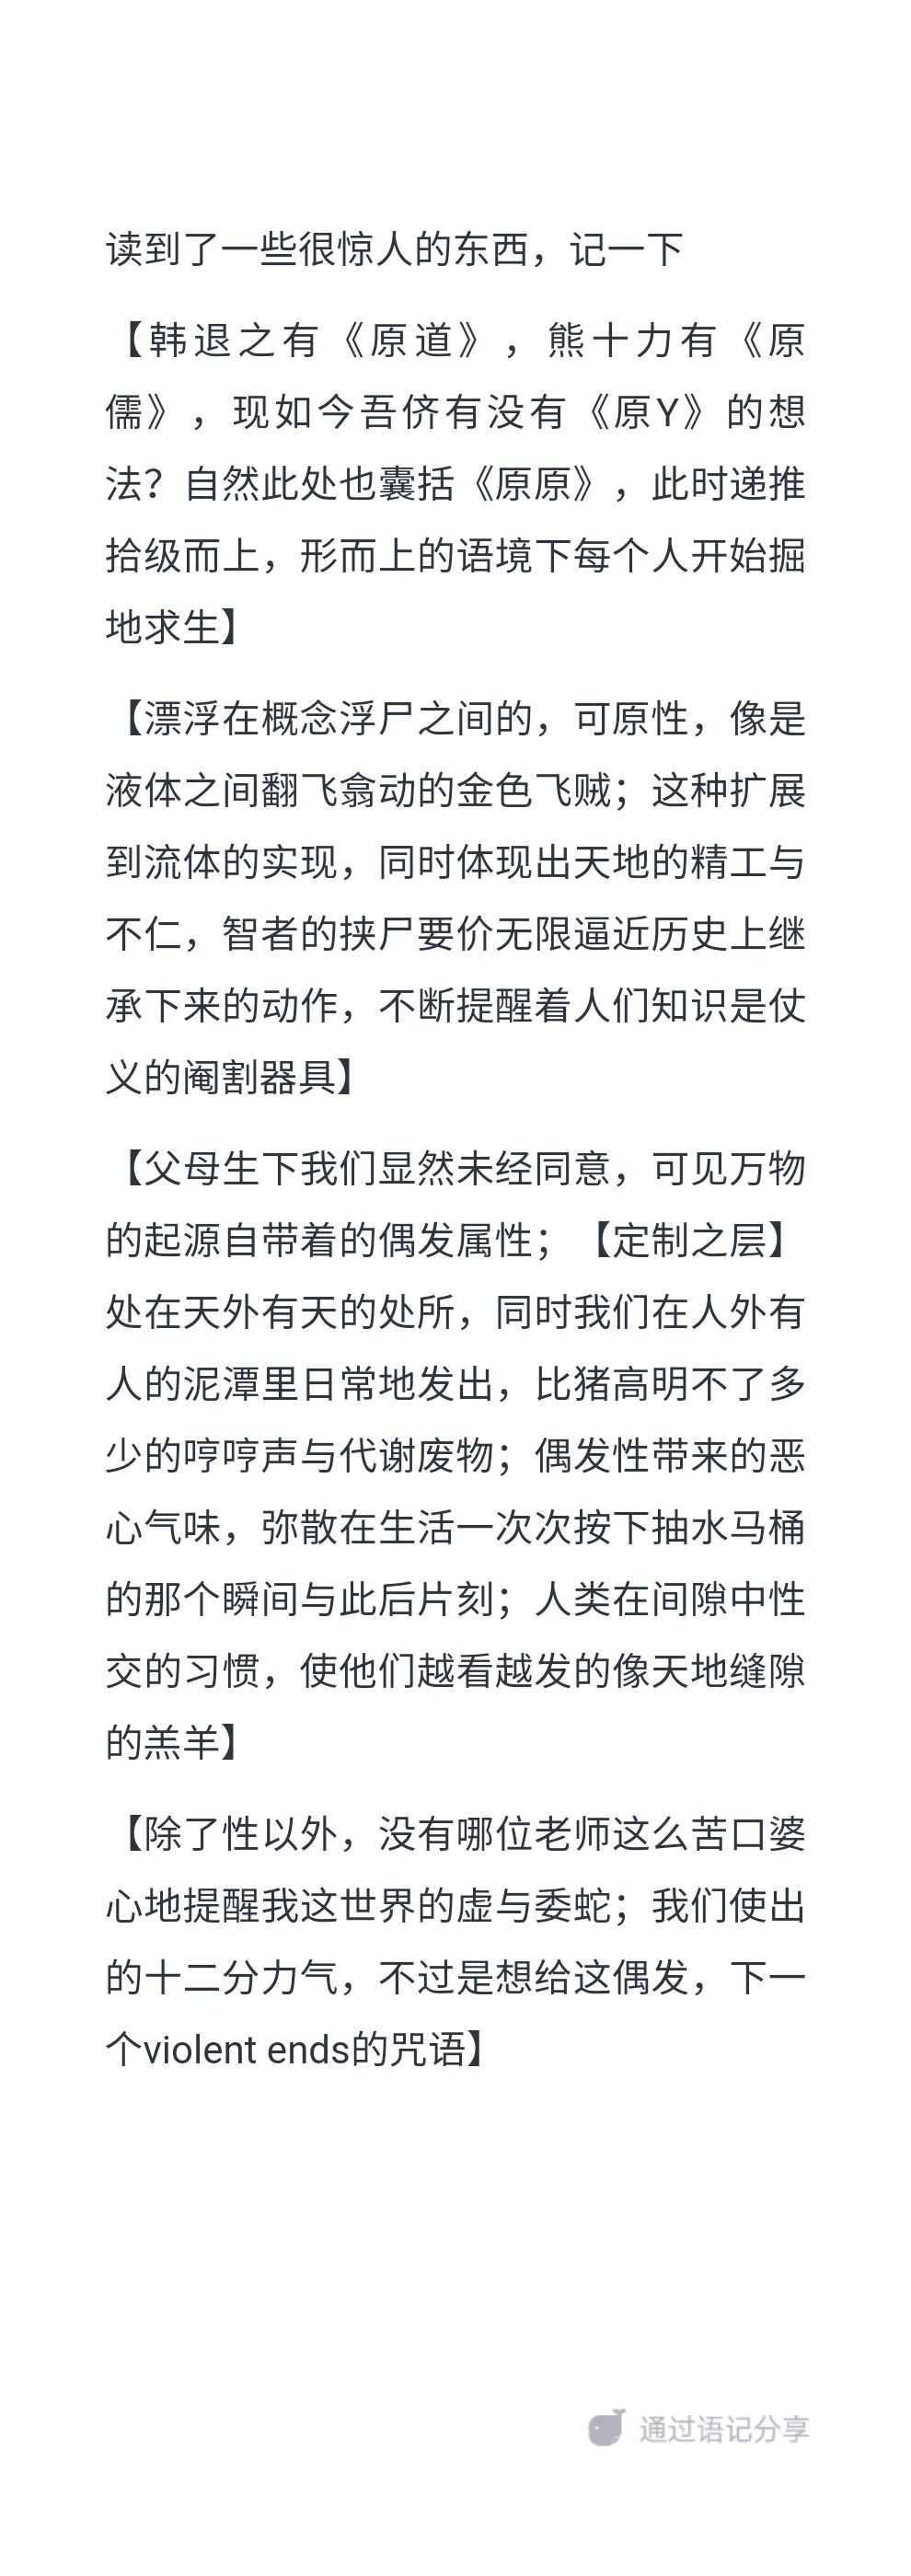 读到了一些很惊人的东西，记一下
【韩退之有《原道》，熊十力有《原
儒》，现如今吾侪有没有《原Y》的想
法？自然此处也囊括《原原》，此时递推
拾级而上，形而上的语境下每个人开始掘
地求生】
【漂浮在概念浮尸之间的，可原性，像是
液体之间翻飞翕动的金色飞贼；这种扩展
到流体的实现，同时体现出天地的精工与
不仁，智者的挟尸要价无限逼近历史上继
承下来的动作，不断提醒着人们知识是仗
义的阉割器具】
【父母生下我们显然未经同意，可见万物
的起源自带着的偶发属性；【定制之层】
处在天外有天的处所，同时我们在人外有
人的泥潭里日常地发出，比猪高明不了多
少的哼哼声与代谢废物；偶发性带来的恶
心气味，弥散在生活一次次按下抽水马桶
的那个瞬间与此后片刻；人类在间隙中性
交的习惯，使他们越看越发的像天地缝隙
的羔羊】
【除了性以外，没有哪位老师这么苦口婆
心地提醒我这世界的虚与委蛇；我们使出
的十二分力气，不过是想给这偶发，下一
个violent ends的咒语】
通过语记分享